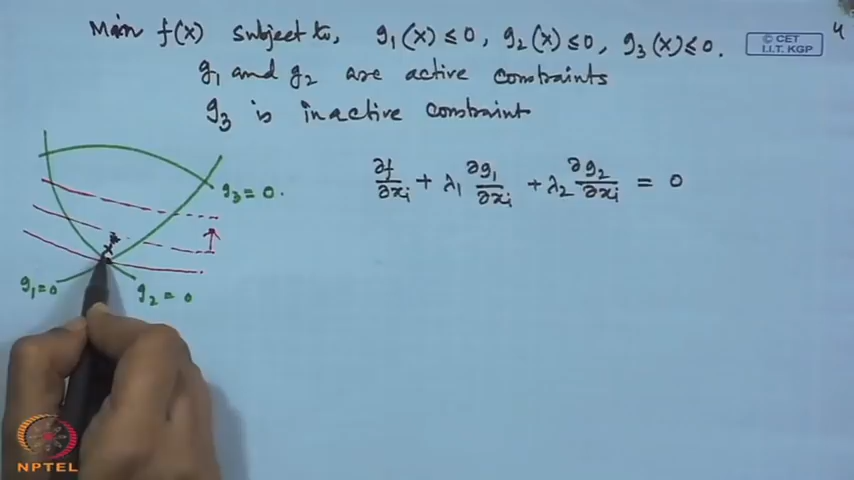 Min f(x) subject to, g₁(x) ≤ 0, g₂(x) ≤ 0, g₃(x) ≤ 0.
4
© CET
I.I.T. KGP
g₁ and g₂ are active constraints
g₃ is inactive constraint
∂f/∂xᵢ + λ₁ ∂g₁/∂xᵢ + λ₂ ∂g₂/∂xᵢ = 0
g₃ = 0.
x*
g₁ = 0
g₂ = 0
NPTEL